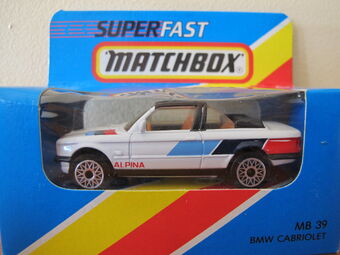 SUPERFAST
MATCHBOX
ALPINA
MB 39
BMW CABRIOLET